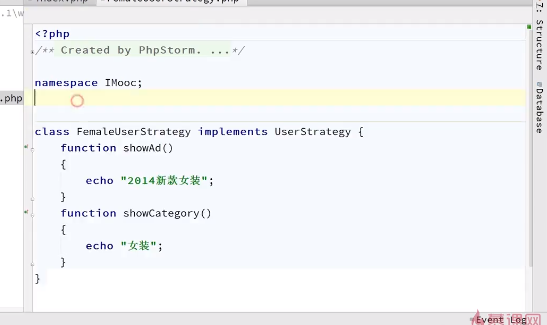 FemaleUserStrategy.php
.1\w
<?php
/** Created by PhpStorm. ...*/
namespace IMooc;
.php
class FemaleUserStrategy implements UserStrategy {
function showAd()
{
echo "2014新款女装";
}
function showCategory()
{
echo "女装";
}
}
7: Structure
Database
Event Log